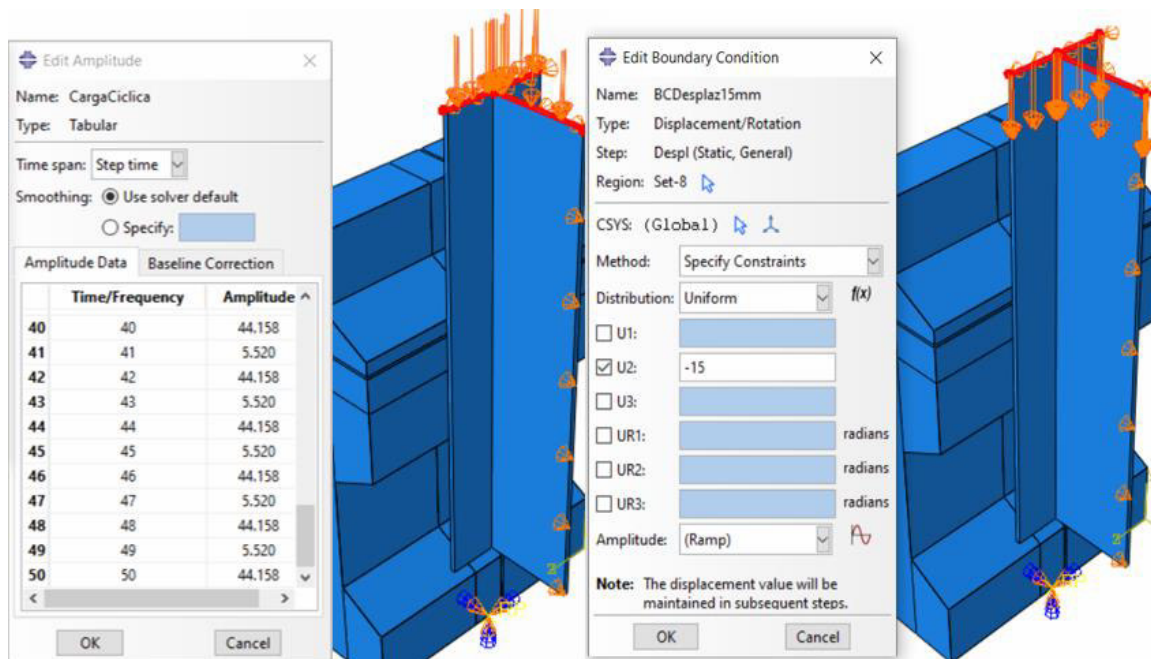 Edit Amplitude
Name: CargaCiclica
Type: Tabular
Time span: Step time
Smoothing: Use solver default
Specify:
Amplitude Data Baseline Correction
Time/Frequency Amplitude
40 40 44.158
41 41 5.520
42 42 44.158
43 43 5.520
44 44 44.158
45 45 5.520
46 46 44.158
47 47 5.520
48 48 44.158
49 49 5.520
50 50 44.158
OK Cancel
Edit Boundary Condition
Name: BCDesplaz15mm
Type: Displacement/Rotation
Step: Despl (Static, General)
Region: Set-8
CSYS: (Global)
Method: Specify Constraints
Distribution: Uniform f(x)
U1:
U2: -15
U3:
UR1: radians
UR2: radians
UR3: radians
Amplitude: (Ramp)
Note: The displacement value will be
maintained in subsequent steps.
OK Cancel
Z